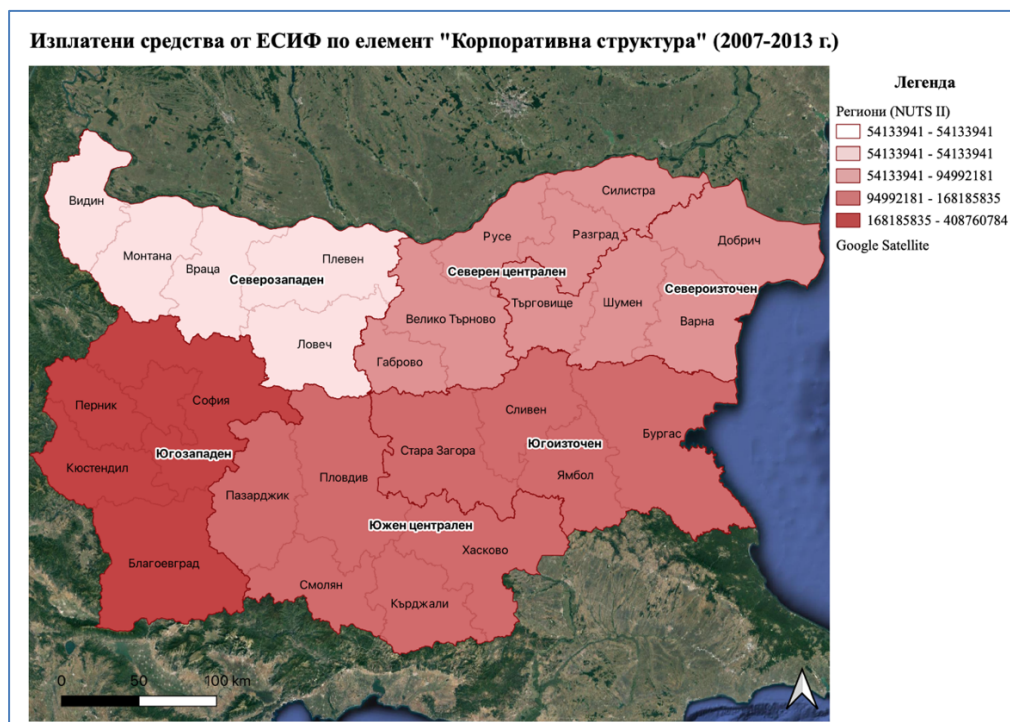 Изплатени средства от ЕСИФ по елемент "Корпоративна структура" (2007-2013 г.)
Легенда
Региони (NUTS II)
54133941 - 54133941
54133941 - 54133941
54133941 - 94992181
94992181 - 168185835
168185835 - 408760784
Google Satellite
Видин
Монтана
Враца
Плевен
Северозападен
Ловеч
Силистра
Русе
Разград
Добрич
Северен централен
Търговище
Шумен
Североизточен
Варна
Велико Търново
Габрово
Перник
София
Кюстендил
Югозападен
Благоевград
Сливен
Бургас
Стара Загора
Югоизточен
Ямбол
Пловдив
Пазарджик
Южен централен
Хасково
Смолян
Кърджали
0 50 100 km